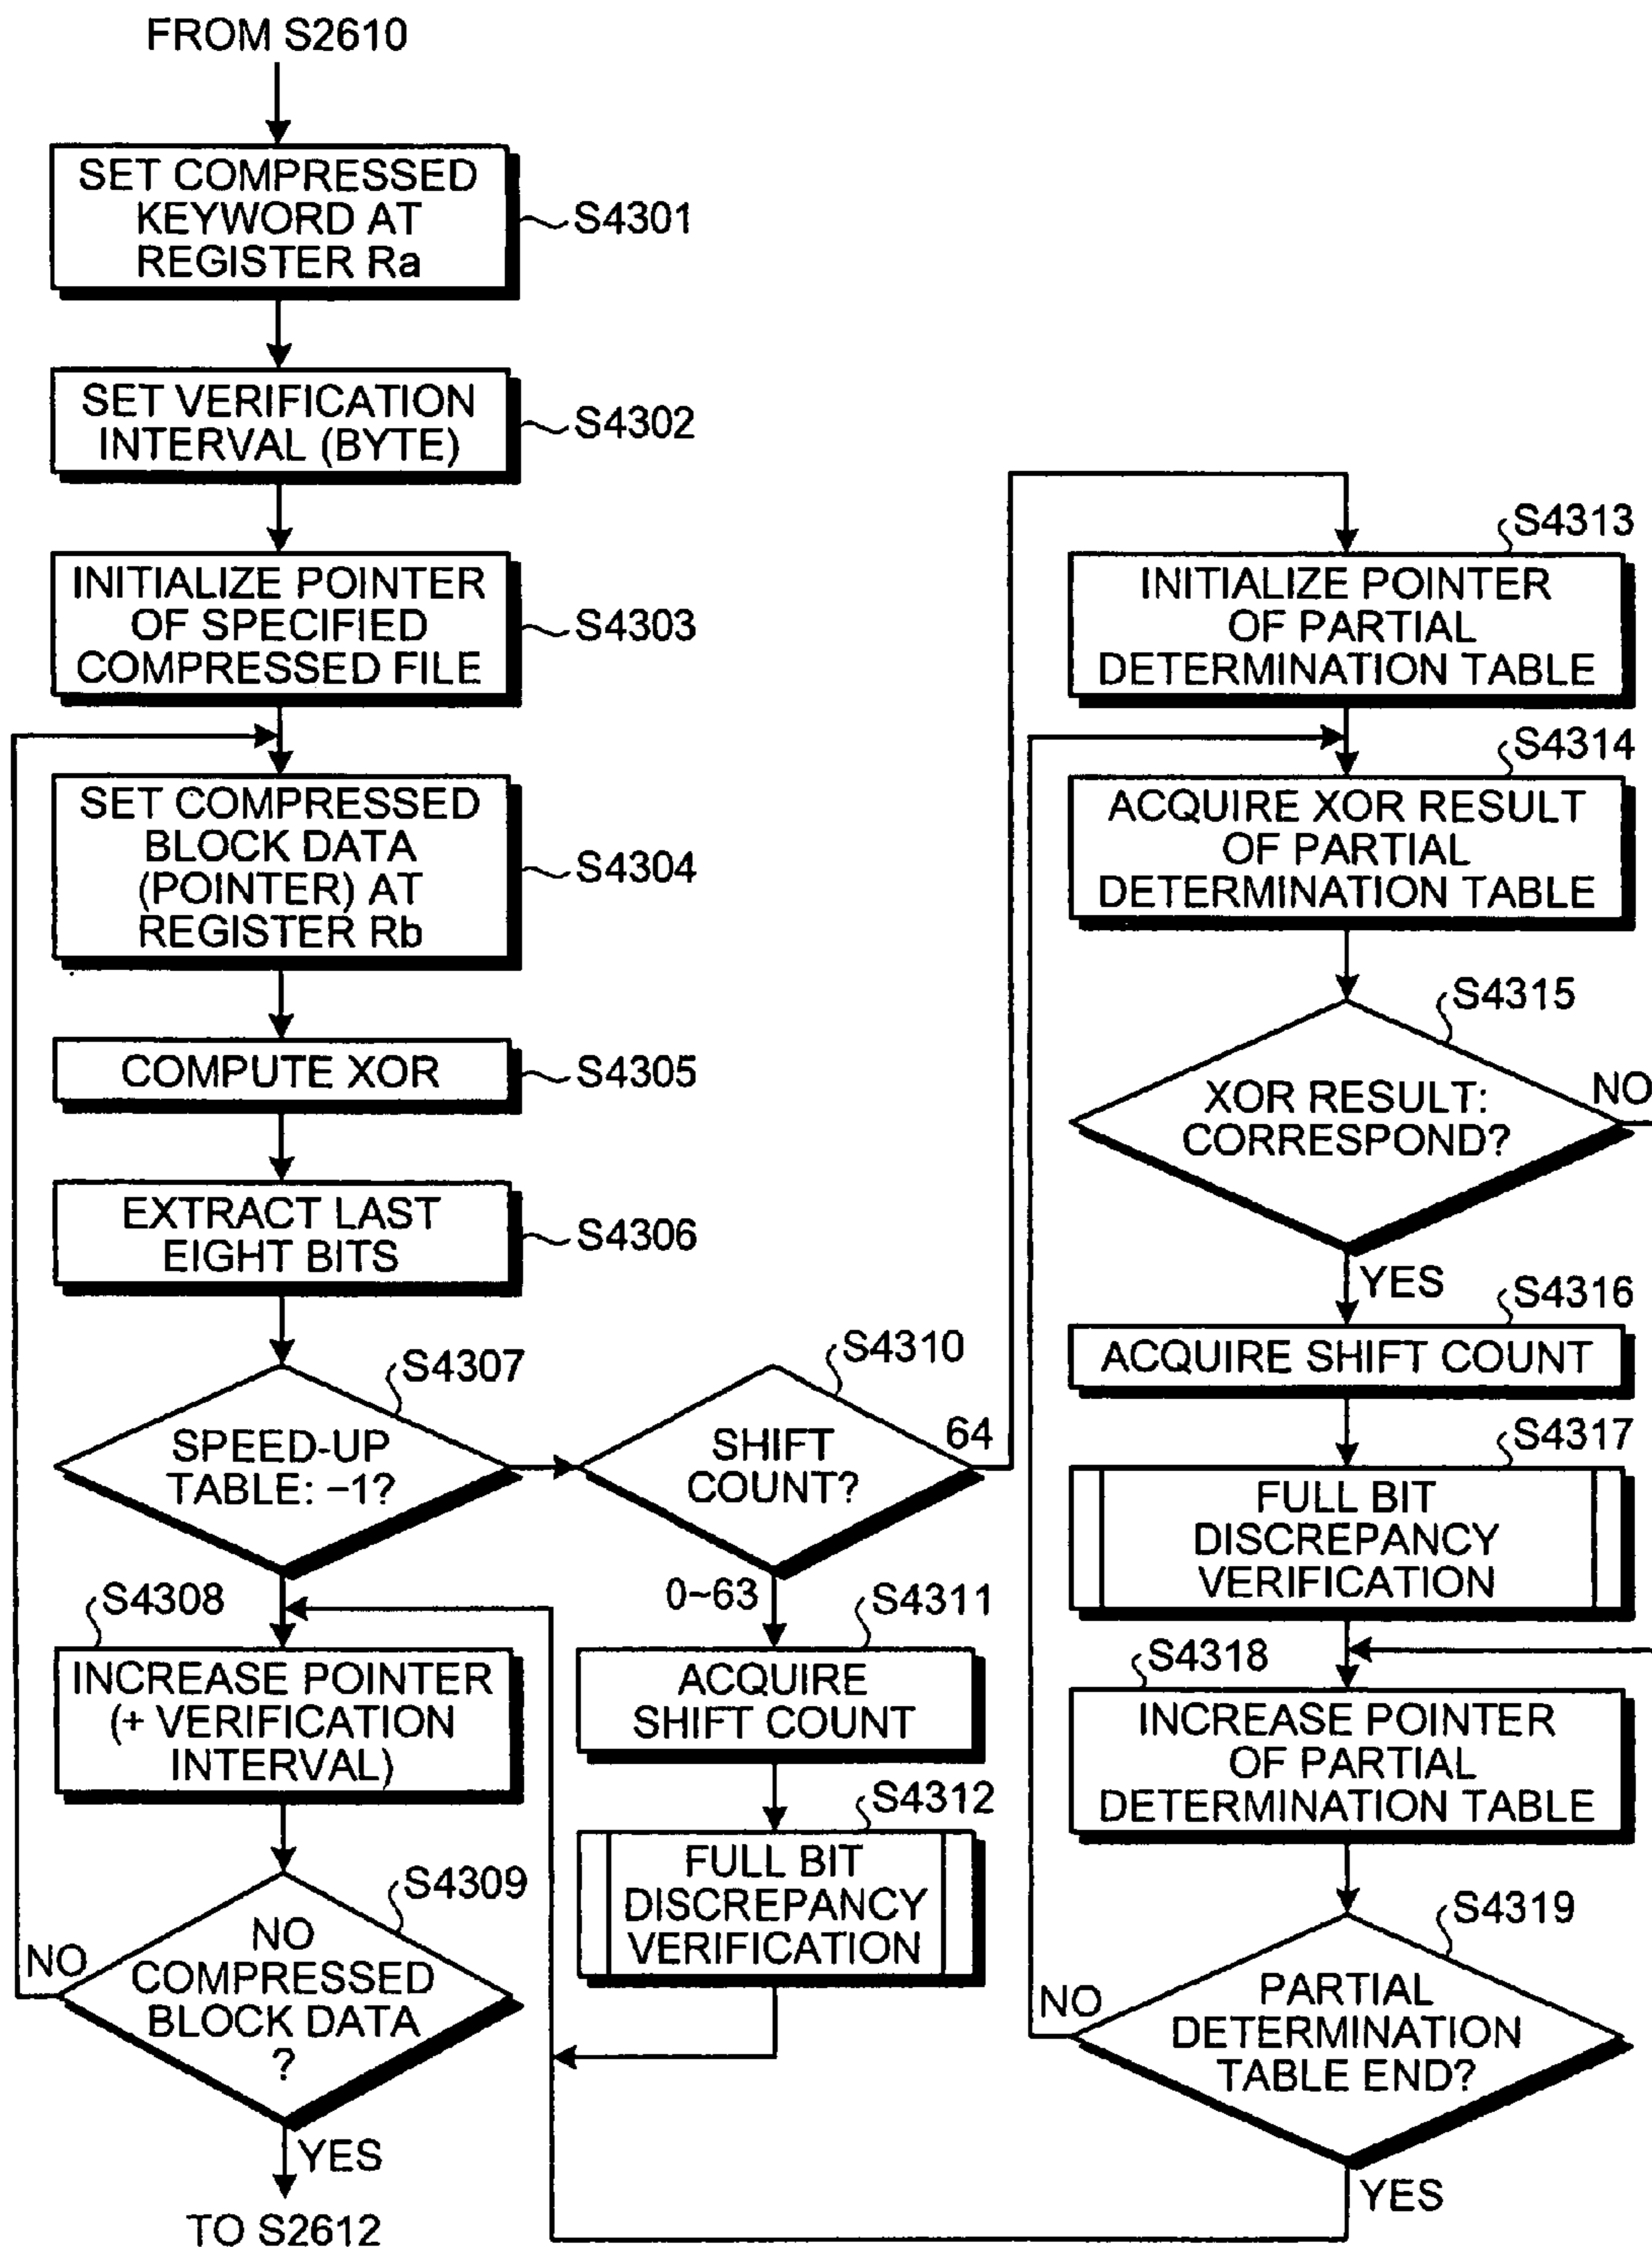 FROM S2610
SET COMPRESSED
KEYWORD AT
REGISTER Ra
S4301
SET VERIFICATION
INTERVAL (BYTE)
S4302
INITIALIZE POINTER
OF SPECIFIED
COMPRESSED FILE
S4303
SET COMPRESSED
BLOCK DATA
(POINTER) AT
REGISTER Rb
S4304
COMPUTE XOR
S4305
EXTRACT LAST
EIGHT BITS
S4306
SPEED-UP
TABLE: −1?
S4307
S4308
INCREASE POINTER
(+ VERIFICATION
INTERVAL)
S4309
NO
COMPRESSED
BLOCK DATA
?
NO
YES
TO S2612
S4310
SHIFT
COUNT?
64
0~63
S4311
ACQUIRE
SHIFT COUNT
S4312
FULL BIT
DISCREPANCY
VERIFICATION
S4313
INITIALIZE POINTER
OF PARTIAL
DETERMINATION TABLE
S4314
ACQUIRE XOR RESULT
OF PARTIAL
DETERMINATION TABLE
S4315
XOR RESULT:
CORRESPOND?
NO
YES
S4316
ACQUIRE SHIFT COUNT
S4317
FULL BIT
DISCREPANCY
VERIFICATION
S4318
INCREASE POINTER
OF PARTIAL
DETERMINATION TABLE
S4319
PARTIAL
DETERMINATION
TABLE END?
NO
YES